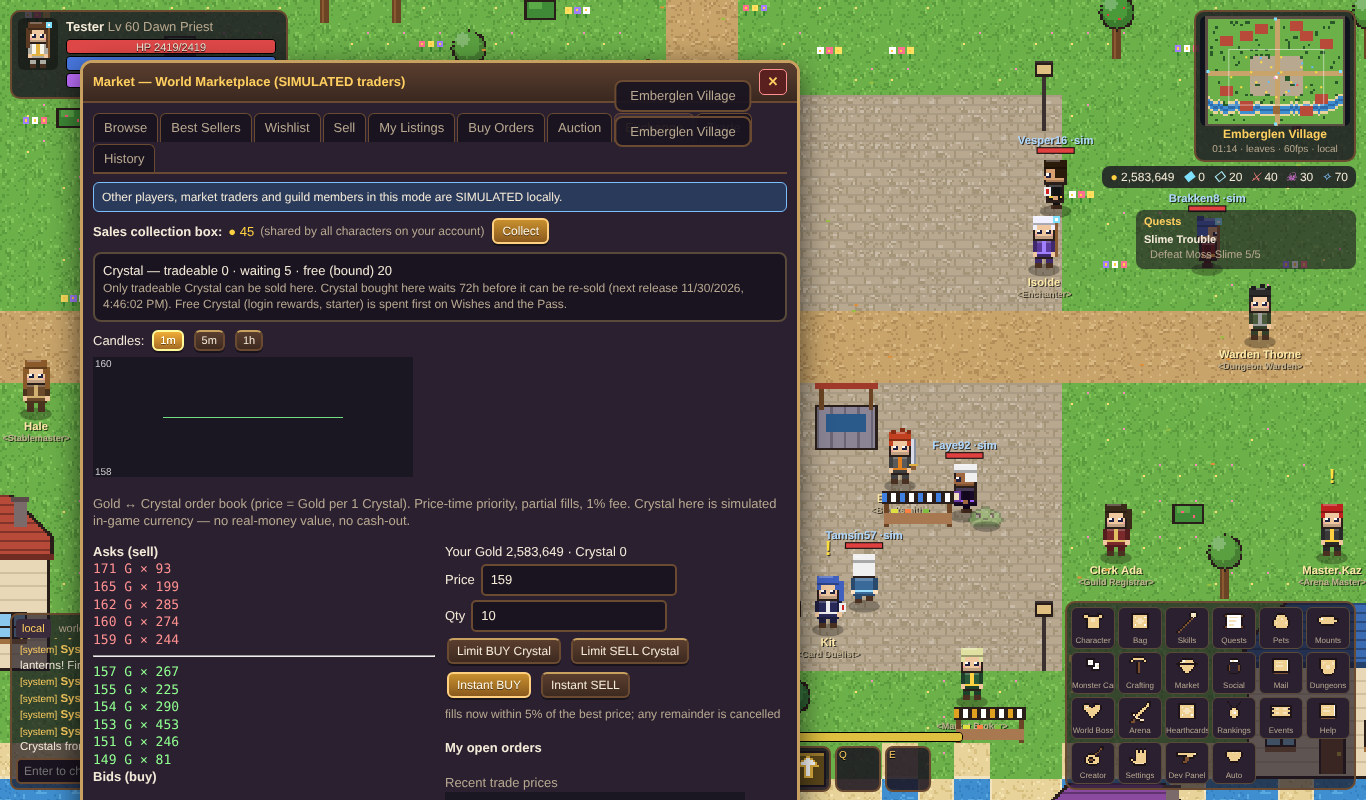 Tester Lv 60 Dawn Priest
HP 2419/2419
Market — World Marketplace (SIMULATED traders)
×
Emberglen Village
Emberglen Village
Browse
Best Sellers
Wishlist
Sell
My Listings
Buy Orders
Auction
History
Other players, market traders and guild members in this mode are SIMULATED locally.
Sales collection box: 45 (shared by all characters on your account)
Collect
Crystal — tradeable 0 · waiting 5 · free (bound) 20
Only tradeable Crystal can be sold here. Crystal bought here waits 72h before it can be re-sold (next release 11/30/2026,
4:46:02 PM). Free Crystal (login rewards, starter) is spent first on Wishes and the Pass.
Candles: 1m 5m 1h
160
158
Gold ↔ Crystal order book (price = Gold per 1 Crystal). Price-time priority, partial fills, 1% fee. Crystal here is simulated
in-game currency — no real-money value, no cash-out.
Asks (sell)
171 G × 93
165 G × 199
162 G × 285
160 G × 274
159 G × 244
157 G × 267
155 G × 225
154 G × 290
153 G × 453
151 G × 246
149 G × 81
Bids (buy)
Your Gold 2,583,649 · Crystal 0
Price 159
Qty 10
Limit BUY Crystal
Limit SELL Crystal
Instant BUY
Instant SELL
fills now within 5% of the best price; any remainder is cancelled
My open orders
Recent trade prices
Emberglen Village
01:14 · leaves · 60fps · local
2,583,649 0 20 40 30 70
Quests
Slime Trouble
Defeat Moss Slime 5/5
Vesper16 ·sim
Brakken8 ·sim
Isolde
<Enchanter>
Warden Thorne
<Dungeon Warden>
Hale
<Stablemaster>
Faye92 ·sim
Tamsin57 ·sim
Kit
<Card Duelist>
Clerk Ada
<Guild Registrar>
Master Kaz
<Arena Master>
local
[system]
lanterns!
[system]
[system]
[system]
[system]
[system]
Crystals
Enter to
Q
E
Character
Bag
Skills
Quests
Pets
Mounts
Monster
Crafting
Market
Social
Mail
Dungeons
World Boss
Arena
Hearthcards
Rankings
Events
Help
Creator
Settings
Dev Panel
Auto